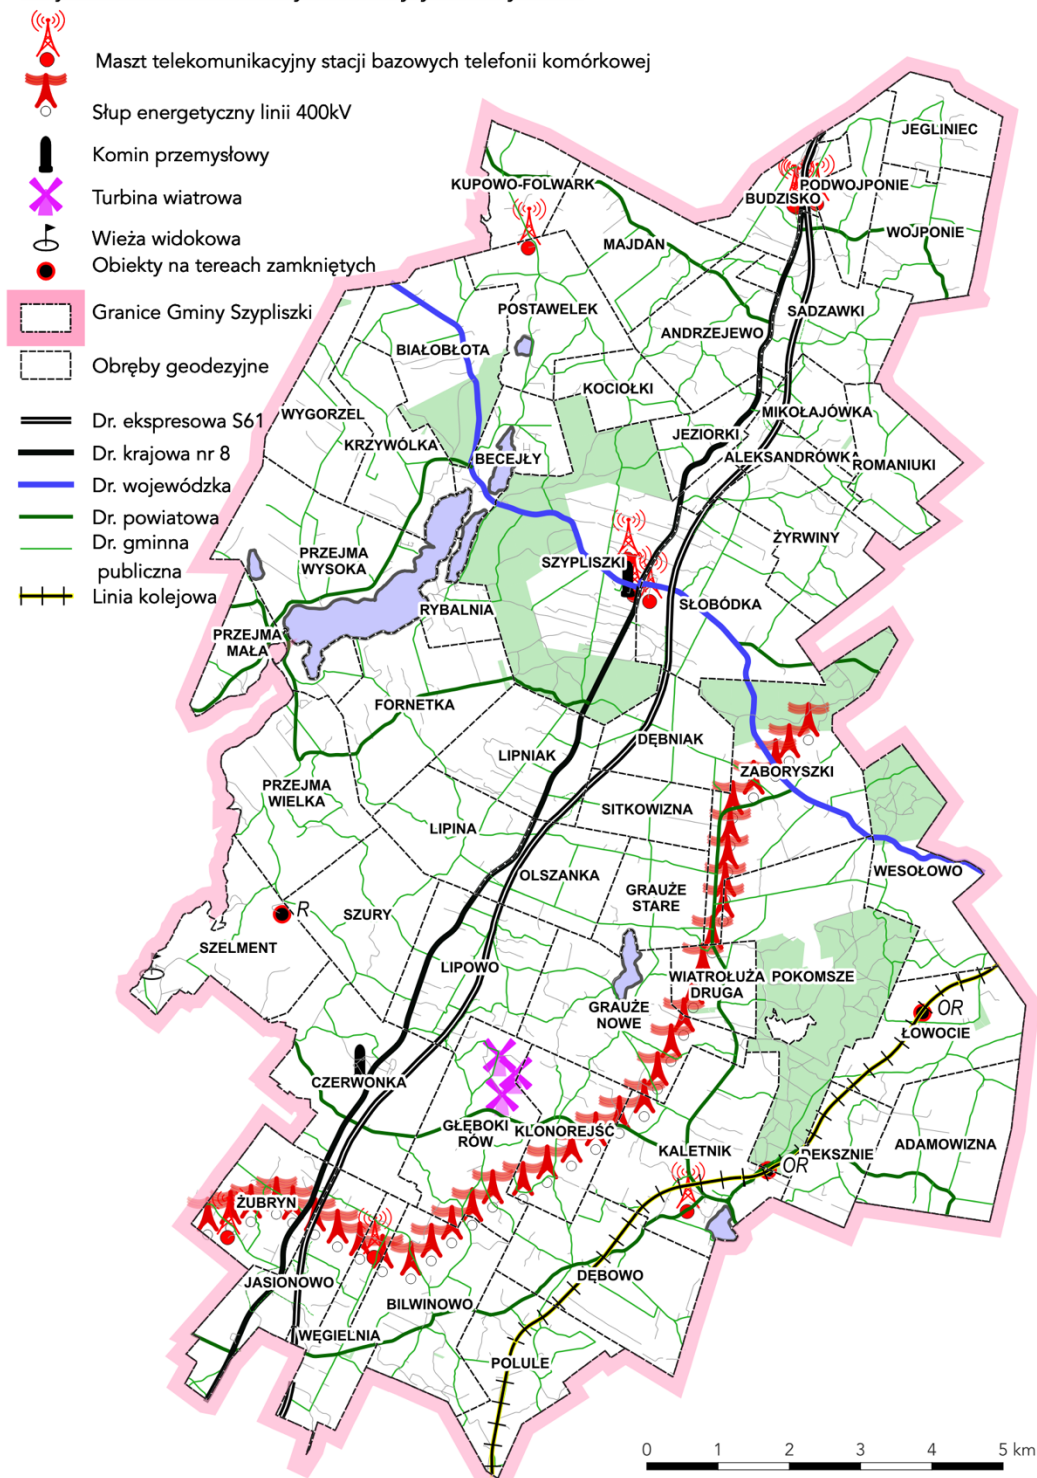 Maszt telekomunikacyjny stacji bazowych telefonii komórkowej
Słup energetyczny linii 400kV
Komin przemysłowy
Turbina wiatrowa
Wieża widokowa
Obiekty na tereach zamkniętych
Granice Gminy Szypliszki
Obręby geodezyjne
Dr. ekspresowa S61
Dr. krajowa nr 8
Dr. wojewódzka
Dr. powiatowa
Dr. gminna
publiczna
Linia kolejowa
JEGLINIEC
KUPOWO-FOLWARK
PODWOJPONIE
BUDZISKO
WOJPONIE
MAJDAN
POSTAWELEK
SADZAWKI
ANDRZEJEWO
BIAŁOBŁOTA
KOCIOŁKI
WYGORZEL
MIKOŁAJÓWKA
KRZYWÓLKA
JEZIORKI
BECEJŁY
ALEKSANDRÓWK
ROMANIUKI
ŻYRWINY
PRZEJMA
WYSOKA
SZYPLISZKI
RYBALNIA
SŁOBÓDKA
PRZEJMA
MAŁA
FORNETKA
DĘBNIAK
LIPNIAK
ZABORYSZKI
PRZEJMA
WIELKA
SITKOWIZNA
LIPINA
OLSZANKA
WESOŁOWO
GRAUŻE
STARE
R
SZURY
SZELMENT
LIPOWO
WIATROŁUŻA
DRUGA
POKOMSZE
GRAUŻE
NOWE
OR
ŁOWOCIE
CZERWONKA
GŁĘBOKI
RÓW
KLONOREJŚĆ
KALETNIK
DEKSZNIE
ADAMOWIZNA
OR
ŻUBRYN
DĘBOWO
JASIONOWO
BILWINOWO
WĘGIELNIA
POLULE
0 1 2 3 4 5 km